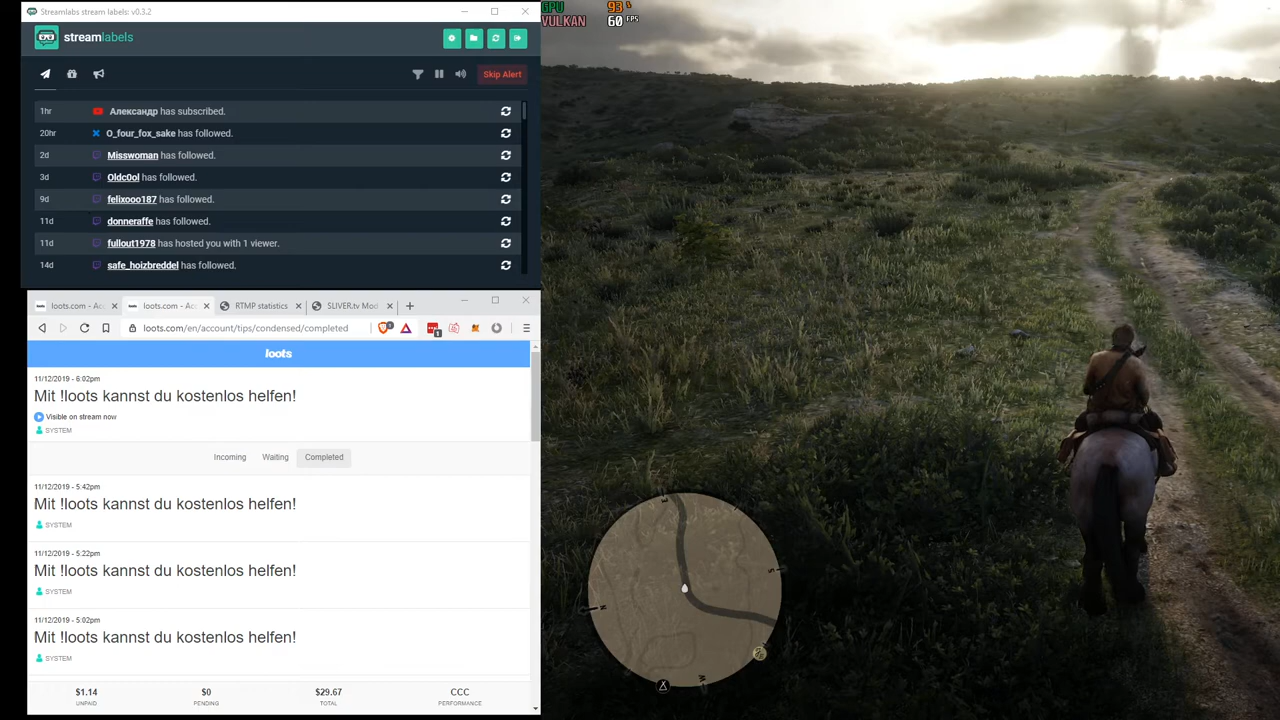 Streamlabs stream labels: v0.3.2
streamlabels
Skip Alert
1hr Александр has subscribed.
20hr O_four_fox_sake has followed.
2d Misswoman has followed.
3d Oldc0ol has followed.
9d felixooo187 has followed.
11d donneraffe has followed.
11d fullout1978 has hosted you with 1 viewer.
14d safe_hoizbreddel has followed.
loots.com - Ac
loots.com - Ac
RTMP statistics
SLIVER.tv Mod
loots.com/en/account/tips/condensed/completed
1
1
loots
11/12/2019 - 6:02pm
Mit !loots kannst du kostenlos helfen!
Visible on stream now
SYSTEM
Incoming Waiting Completed
11/12/2019 - 5:42pm
Mit !loots kannst du kostenlos helfen!
SYSTEM
11/12/2019 - 5:22pm
Mit !loots kannst du kostenlos helfen!
SYSTEM
11/12/2019 - 5:02pm
Mit !loots kannst du kostenlos helfen!
SYSTEM
$1.14 $0 $29.67 CCC
UNPAID PENDING TOTAL PERFORMANCE
GPU 93 %
VULKAN 60 FPS
E
S
N
W